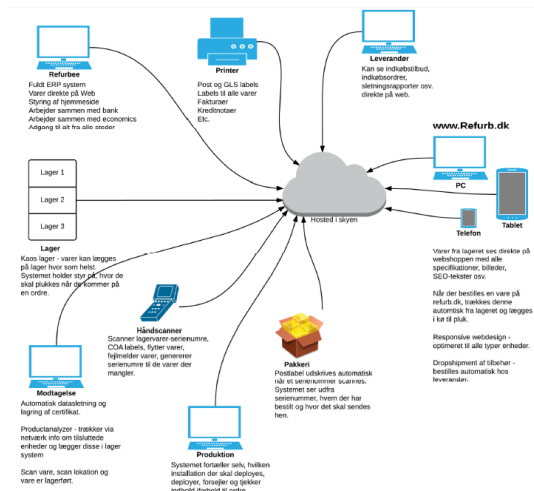 Refurbee
Fuldt ERP system
Varer direkte på Web
Styring af hjemmeside
Arbejder sammen med bank
Arbejder sammen med economics
Adgang til alt fra alle steder
Printer
Post og GLS labels
Labels til alle varer
Fakturaer
Kreditnotaer
Etc.
Leverandør
Kan se indkøbstilbud,
indkøbsordrer,
sletningsrapporter osv.
direkte på web.
www.Refurb.dk
PC
Tablet
Telefon
Varer fra lageret ses direkte på
webshoppen med alle
specifikationer, billeder,
SEO-tekster osv.
Når der bestilles en vare på
refurb.dk, trækkes denne
automtisk fra lageret og lægges
i kø til pluk.
Responsive webdesign -
optimeret til alle typer enheder.
Dropshipment af tilbehør -
bestilles automatisk hos
leverandør.
Hosted i skyen
Lager 1
Lager 2
Lager 3
Lager
Kaos lager - varer kan lægges
på lager hvor som helst.
Systemet holder styr på, hvor de
skal plukkes når de kommer på
en ordre.
Håndscanner
Scanner lagervarer-serienumre,
COA labels, flytter varer,
fejlmelder varer, genererer
serienumre til de varer der
mangler.
Pakkeri
Postlabel udskrives automatisk
når et serienummer scannes.
Systemet ser udfra
serienummer, hvem der har
bestilt og hvor det skal sendes
hen.
Modtagelse
Automatisk datasletning og
lagring af certifikat.
Productanalyzer - trækker via
netværk info om tilsluttede
enheder og lægger disse i lager
system
Scan vare, scan lokation og
vare er lagerført.
Produktion
Systemet fortæller selv, hvilken
installation der skal deployes,
deployer, forsejler og tjekker
indhold iforhold til ordre